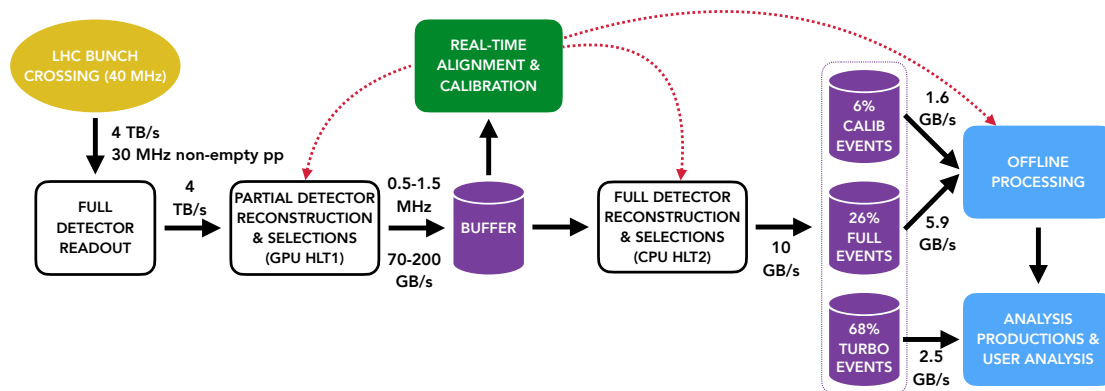 LHC BUNCH
CROSSING (40 MHz)
4 TB/s
30 MHz non-empty pp
FULL
DETECTOR
READOUT
4
TB/s
PARTIAL DETECTOR
RECONSTRUCTION
& SELECTIONS
(GPU HLT1)
0.5-1.5
MHz
70-200
GB/s
REAL-TIME
ALIGNMENT &
CALIBRATION
BUFFER
FULL DETECTOR
RECONSTRUCTION
& SELECTIONS
(CPU HLT2)
10
GB/s
6%
CALIB
EVENTS
26%
FULL
EVENTS
68%
TURBO
EVENTS
1.6
GB/s
5.9
GB/s
2.5
GB/s
OFFLINE
PROCESSING
ANALYSIS
PRODUCTIONS &
USER ANALYSIS